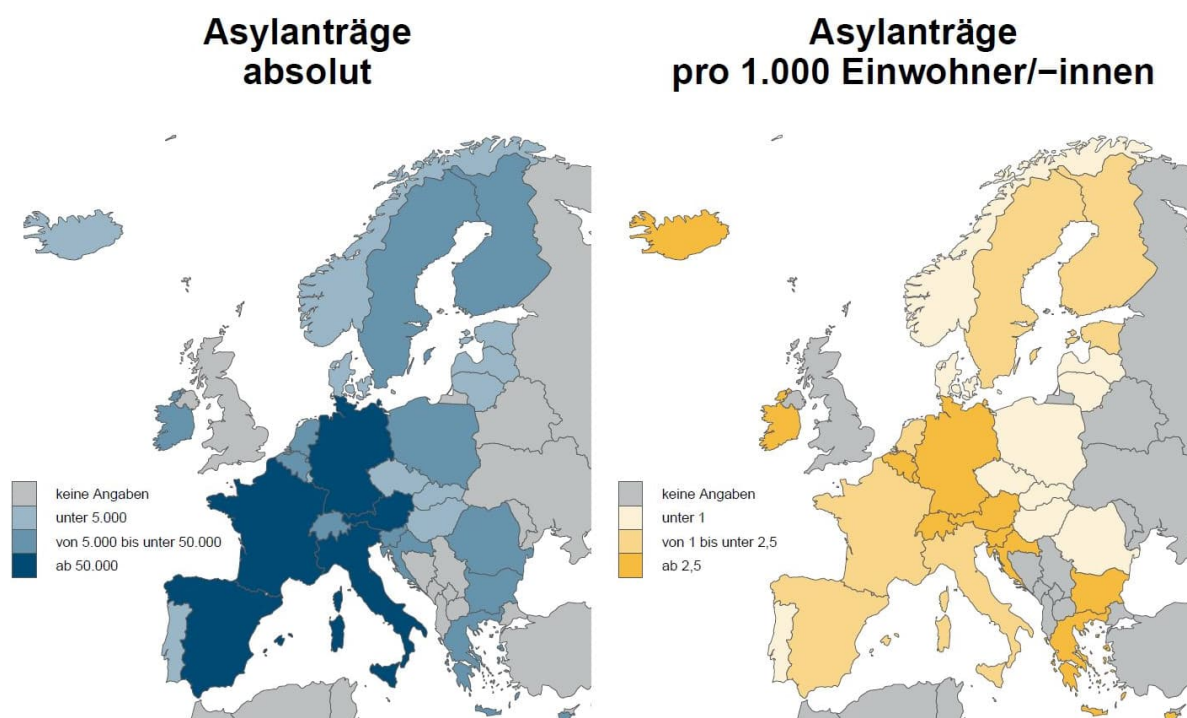 Asylanträge
absolut
keine Angaben
unter 5.000
von 5.000 bis unter 50.000
ab 50.000
Asylanträge
pro 1.000 Einwohner/−innen
keine Angaben
unter 1
von 1 bis unter 2,5
ab 2,5